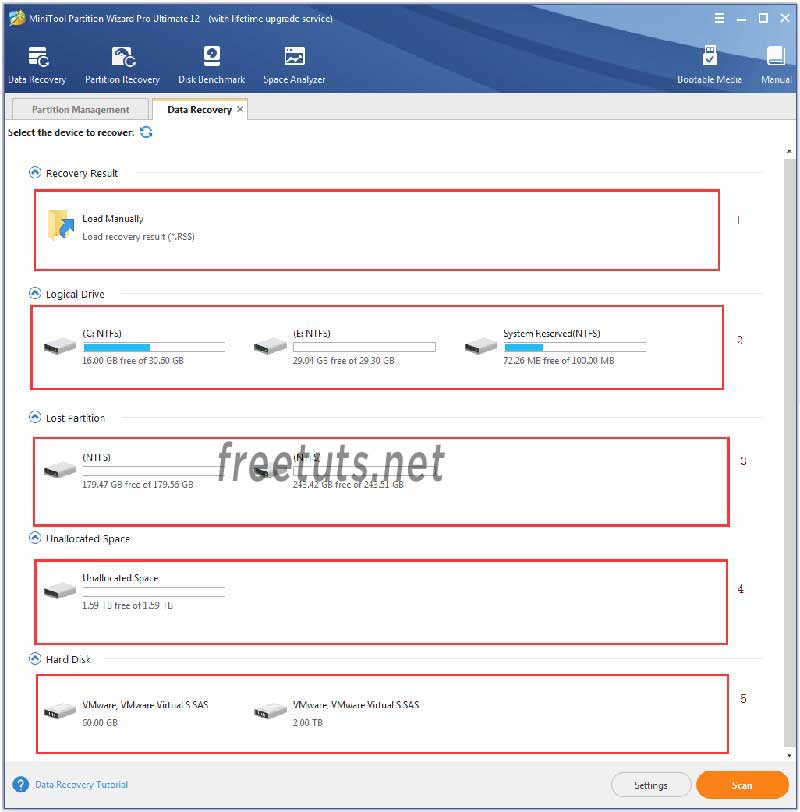 MiniTool Partition Wizard Pro Ultimate 12 - (with lifetime upgrade service)
Data Recovery Partition Recovery Disk Benchmark Space Analyzer Bootable Media Manual
Partition Management Data Recovery
Select the device to recover:
Recovery Result
Load Manually
Load recovery result (*.RSS)
1
Logical Drive
(C: NTFS) (E: NTFS) System Reserved(NTFS)
2
16.00 GB free of 30.60 GB 29.04 GB free of 29.30 GB 72.26 MB free of 100.00 MB
Lost Partition
(NTFS) (NTFS)
3
freetuts.net
179.47 GB free of 179.56 GB 243.42 GB free of 243.51 GB
Unallocated Space
Unallocated Space
4
1.59 TB free of 1.59 TB
Hard Disk
VMware, VMware Virtual S SAS VMware, VMware Virtual S SAS
5
60.00 GB 2.00 TB
Data Recovery Tutorial Settings Scan